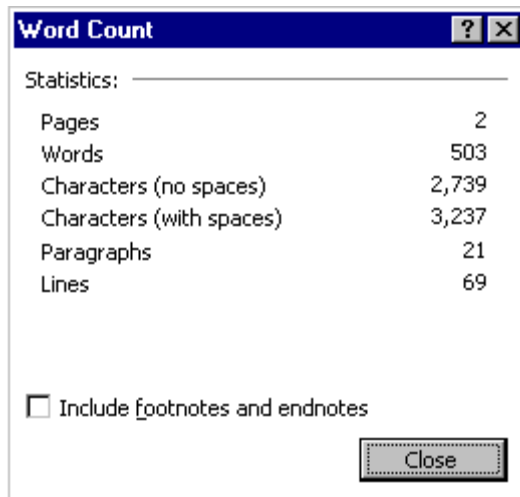 Word Count
Statistics:
Pages 2
Words 503
Characters (no spaces) 2,739
Characters (with spaces) 3,237
Paragraphs 21
Lines 69
Include footnotes and endnotes
Close